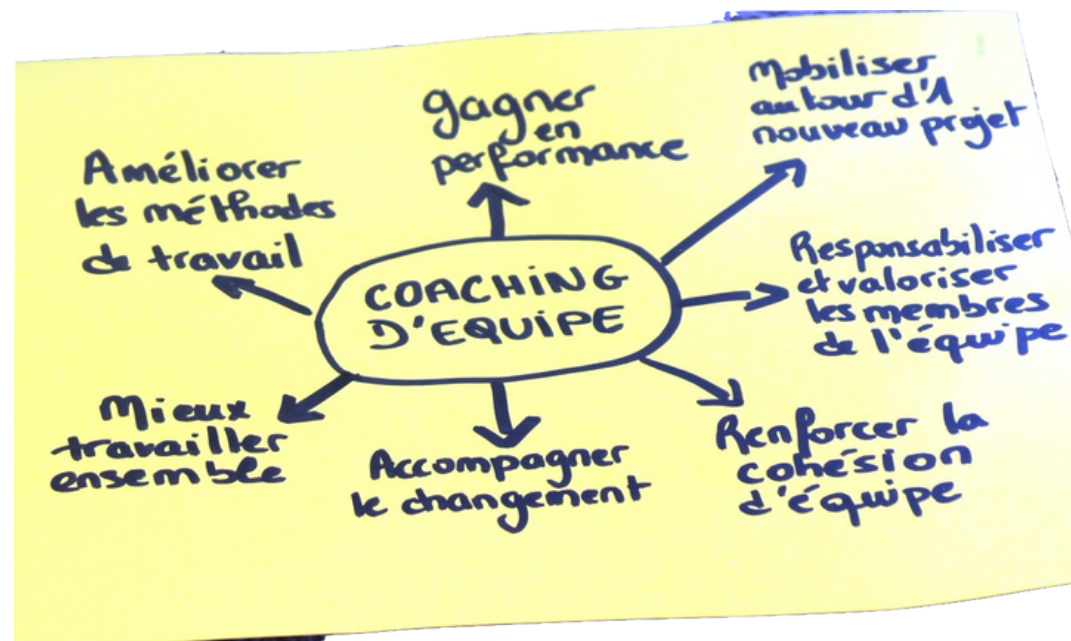 gagner
en
performance
Mobiliser
autour d'1
nouveau projet
Améliorer
les méthodes
de travail
COACHiNG
D'EQUiPE
Responsabiliser
et valoriser
les membres
de l'équipe
Mieux
travailler
ensemble
Accompagner
le changement
Renforcer la
cohésion
d'équipe